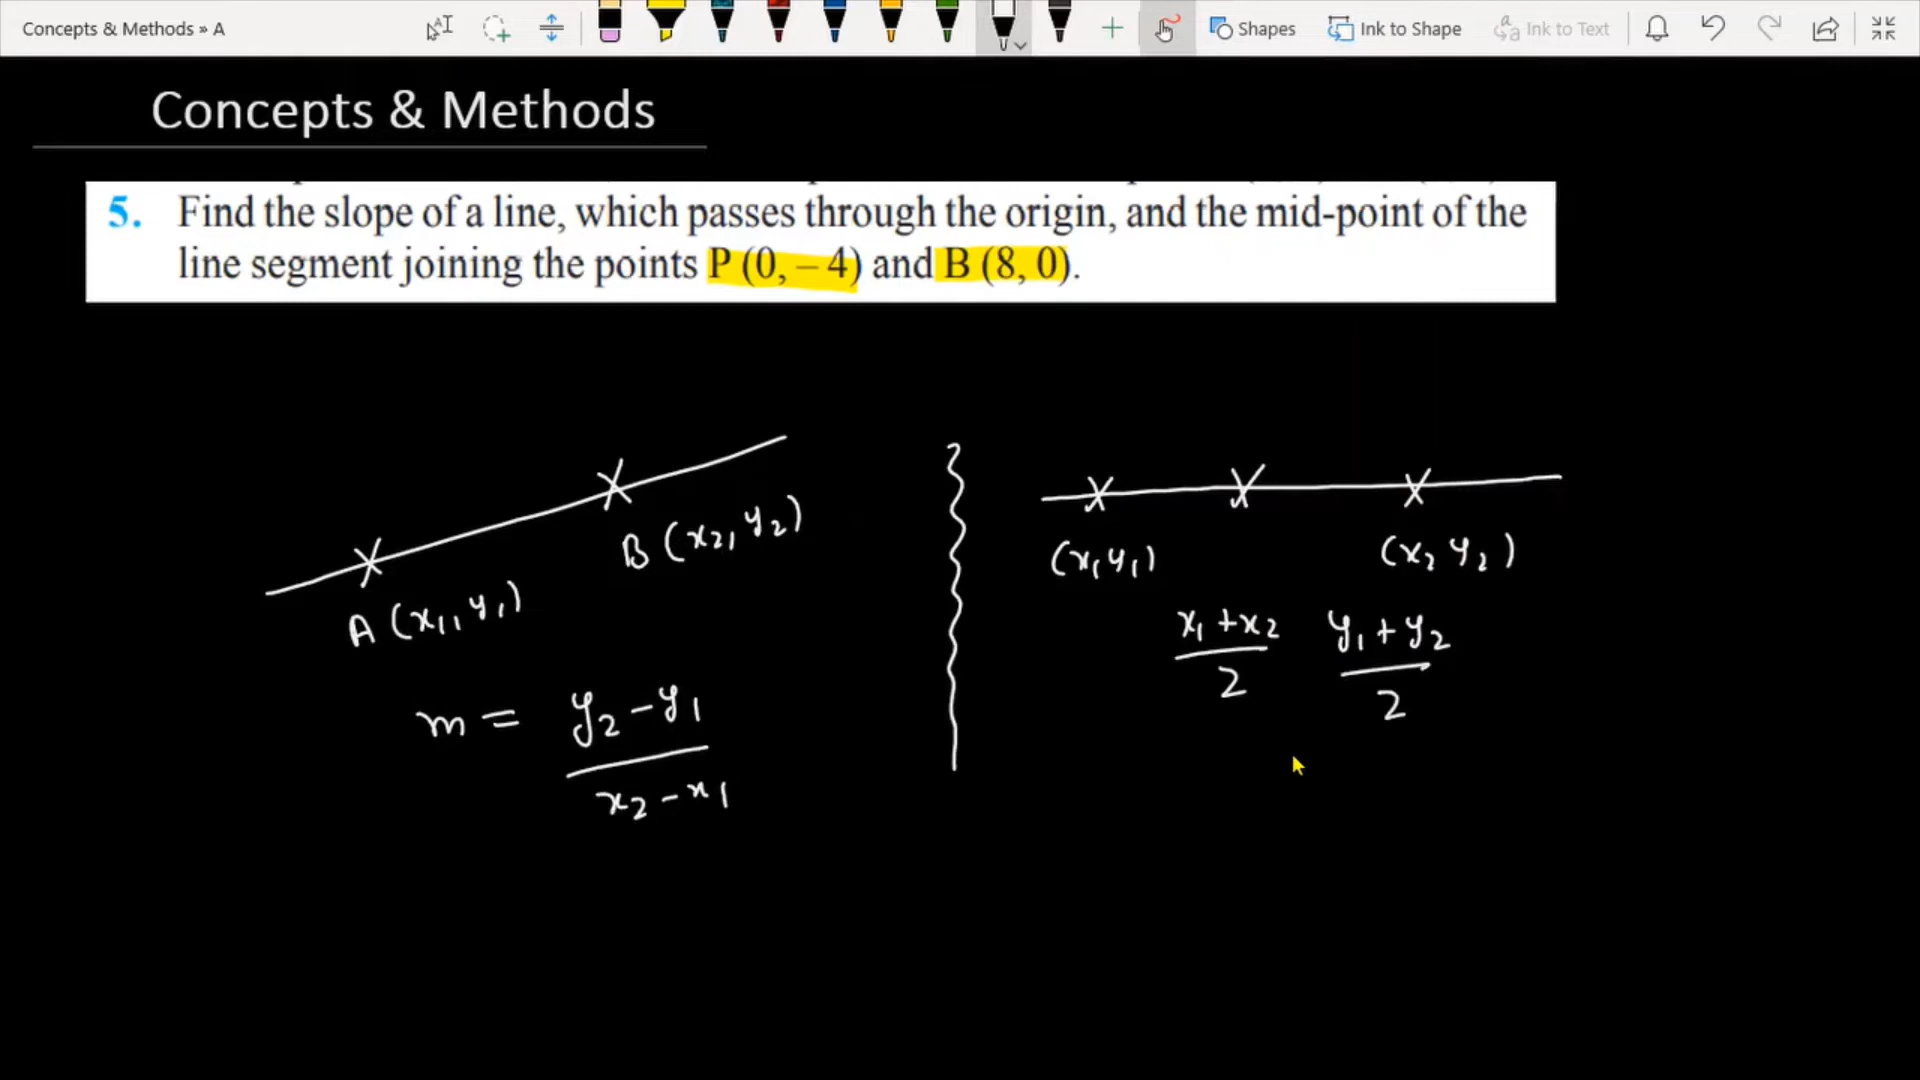 Concepts & Methods » A
Shapes
Ink to Shape
Ink to Text
Concepts & Methods
5. Find the slope of a line, which passes through the origin, and the mid-point of the
line segment joining the points P (0, – 4) and B (8, 0).
A (x₁, y₁)
B (x₂, y₂)
m = y₂ - y₁
x₂ - x₁
(x₁ y₁)
(x₂ y₂)
x₁ + x₂ y₁ + y₂
2 2